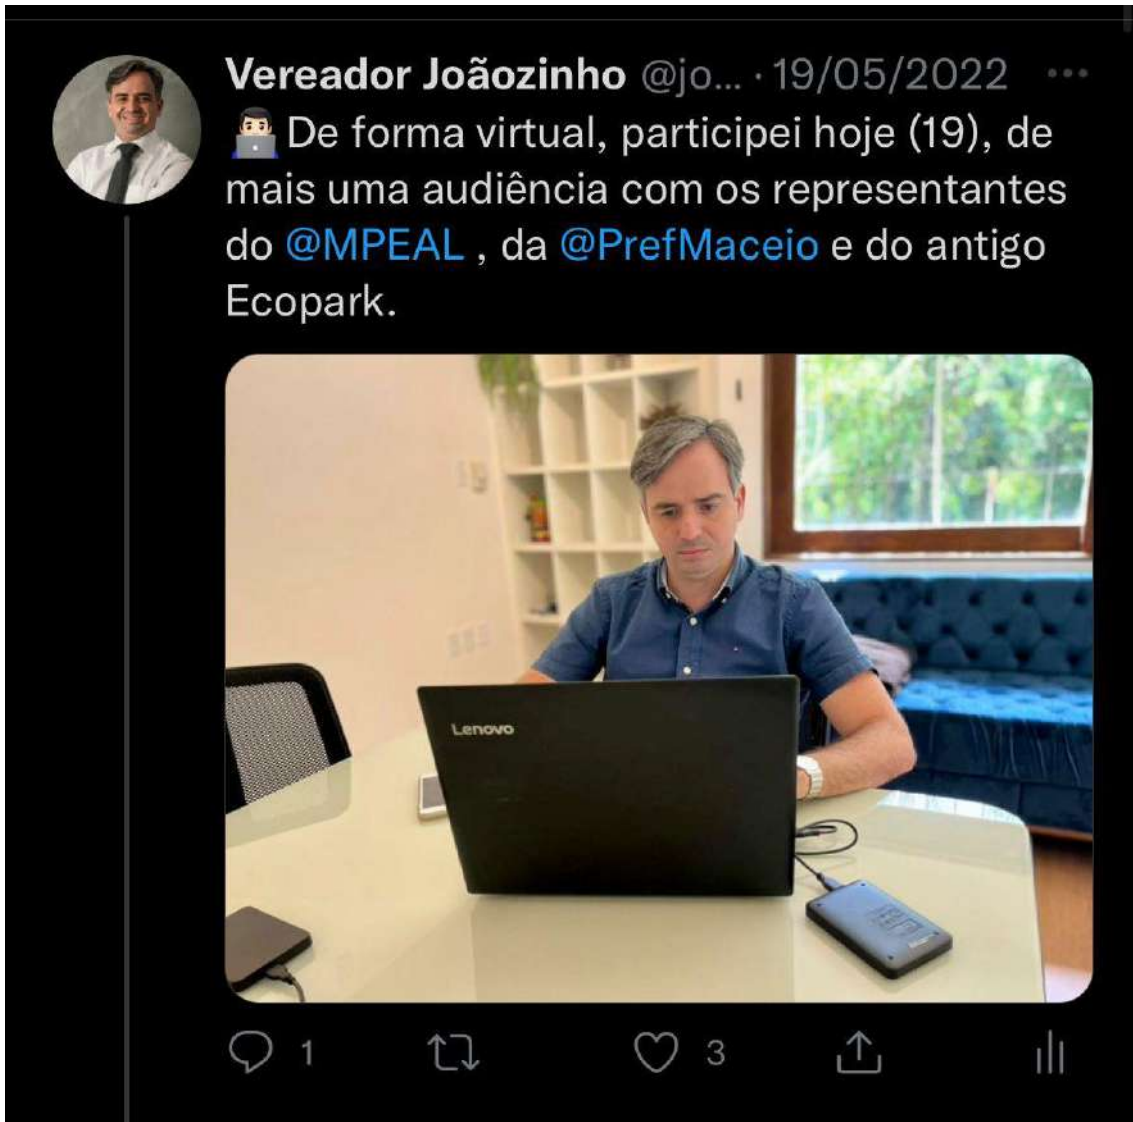 Vereador Joãozinho @jo... · 19/05/2022
👨🏻‍💻De forma virtual, participei hoje (19), de
mais uma audiência com os representantes
do @MPEAL , da @PrefMaceio e do antigo
Ecopark.
Lenovo
1
3